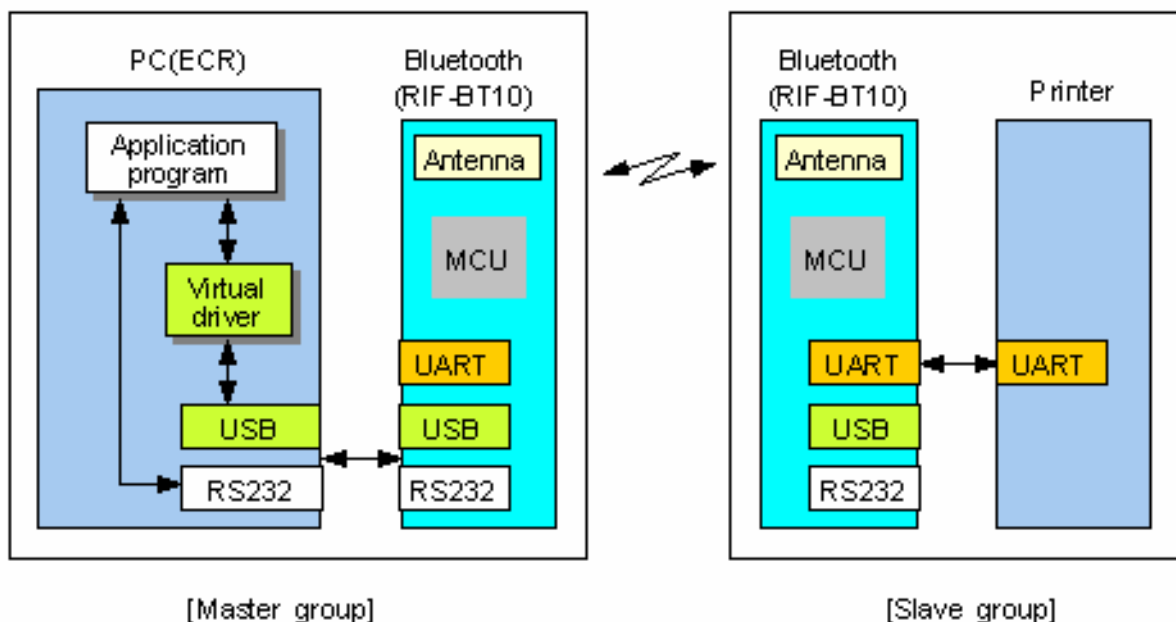 PC(ECR)
Bluetooth
(RIF-BT10)
Application
program
Virtual
driver
USB
RS232
Antenna
MCU
UART
USB
RS232
[Master group]
Bluetooth
(RIF-BT10)
Printer
Antenna
MCU
UART
USB
RS232
UART
[Slave group]